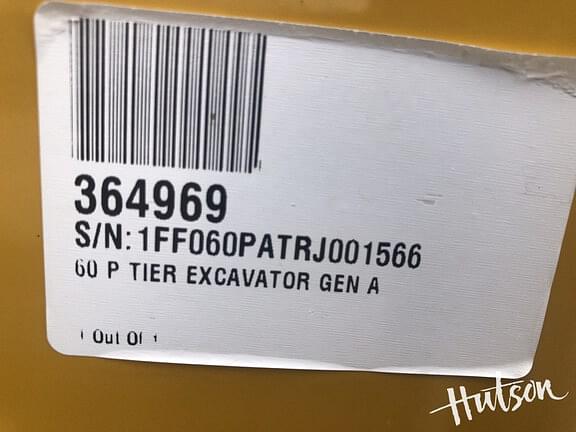 364969
S/N: 1FF060PATRJ001566
60 P TIER EXCAVATOR GEN A
1 Out Of 1
Hutson